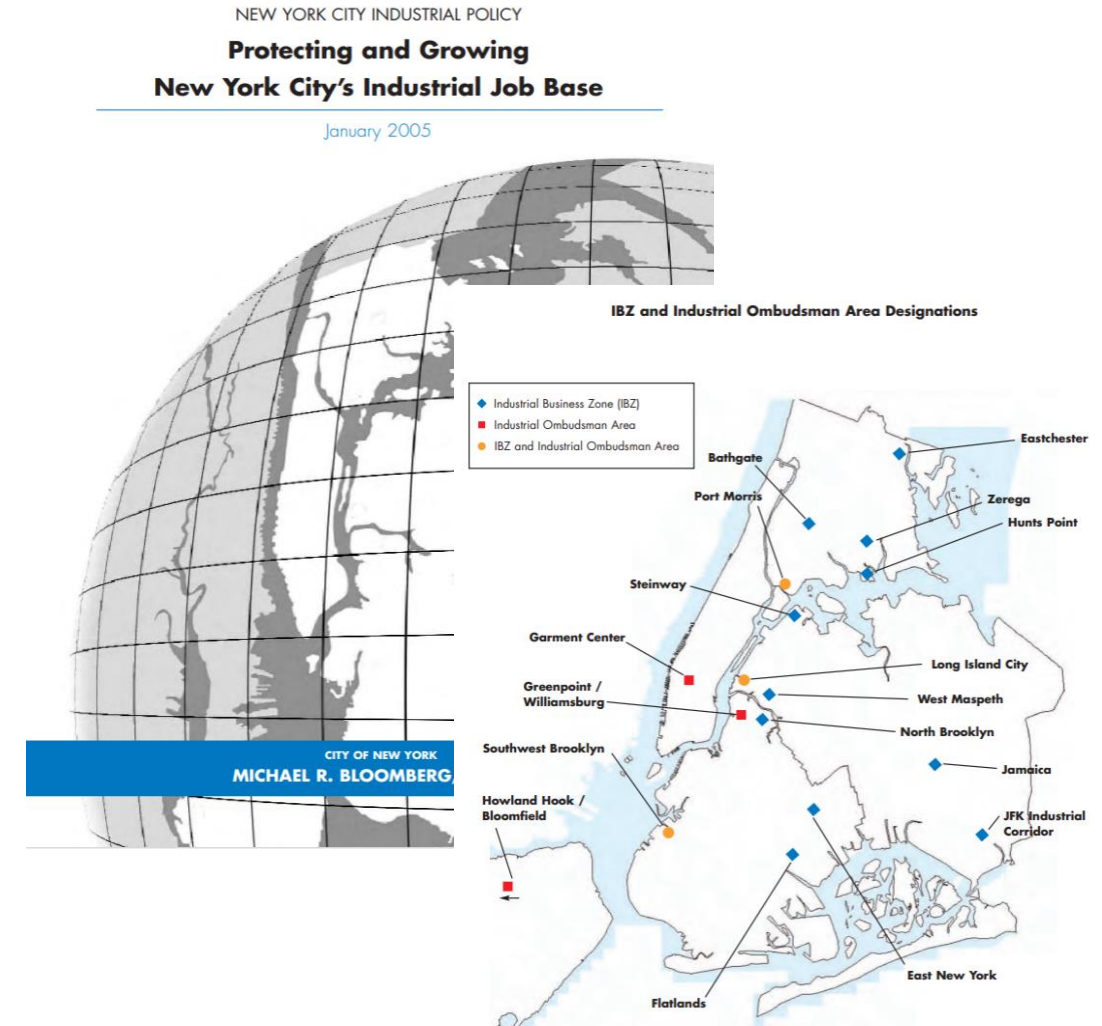 NEW YORK CITY INDUSTRIAL POLICY
Protecting and Growing
New York City's Industrial Job Base
January 2005
CITY OF NEW YORK
MICHAEL R. BLOOMBERG,
IBZ and Industrial Ombudsman Area Designations
Industrial Business Zone (IBZ)
Industrial Ombudsman Area
IBZ and Industrial Ombudsman Area
Eastchester
Bathgate
Port Morris
Zerega
Hunts Point
Steinway
Garment Center
Long Island City
Greenpoint /
Williamsburg
West Maspeth
North Brooklyn
Southwest Brooklyn
Jamaica
Howland Hook /
Bloomfield
JFK Industrial
Corridor
East New York
Flatlands